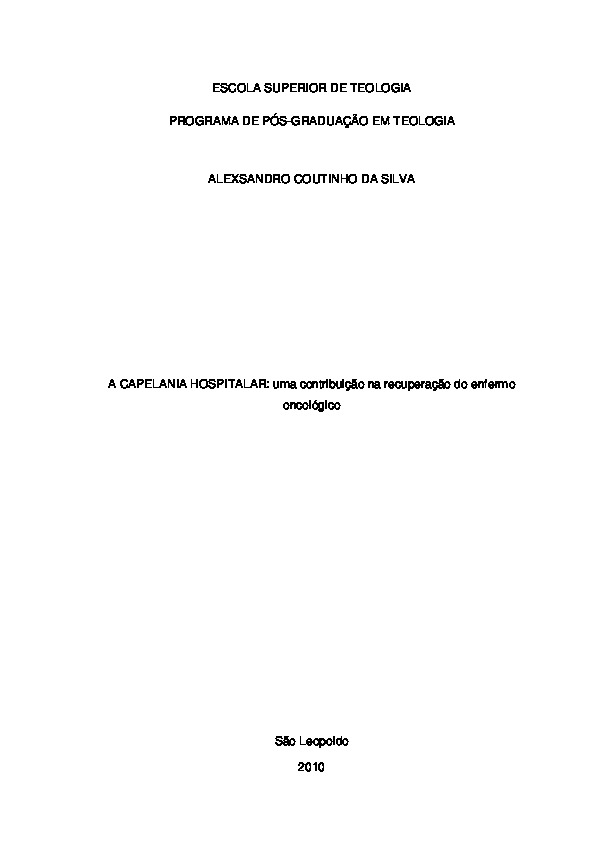 ESCOLA SUPERIOR DE TEOLOGIA
PROGRAMA DE PÓS-GRADUAÇÃO EM TEOLOGIA
ALEXSANDRO COUTINHO DA SILVA
A CAPELANIA HOSPITALAR: uma contribuição na recuperação do enfermo
oncológico
São Leopoldo
2010